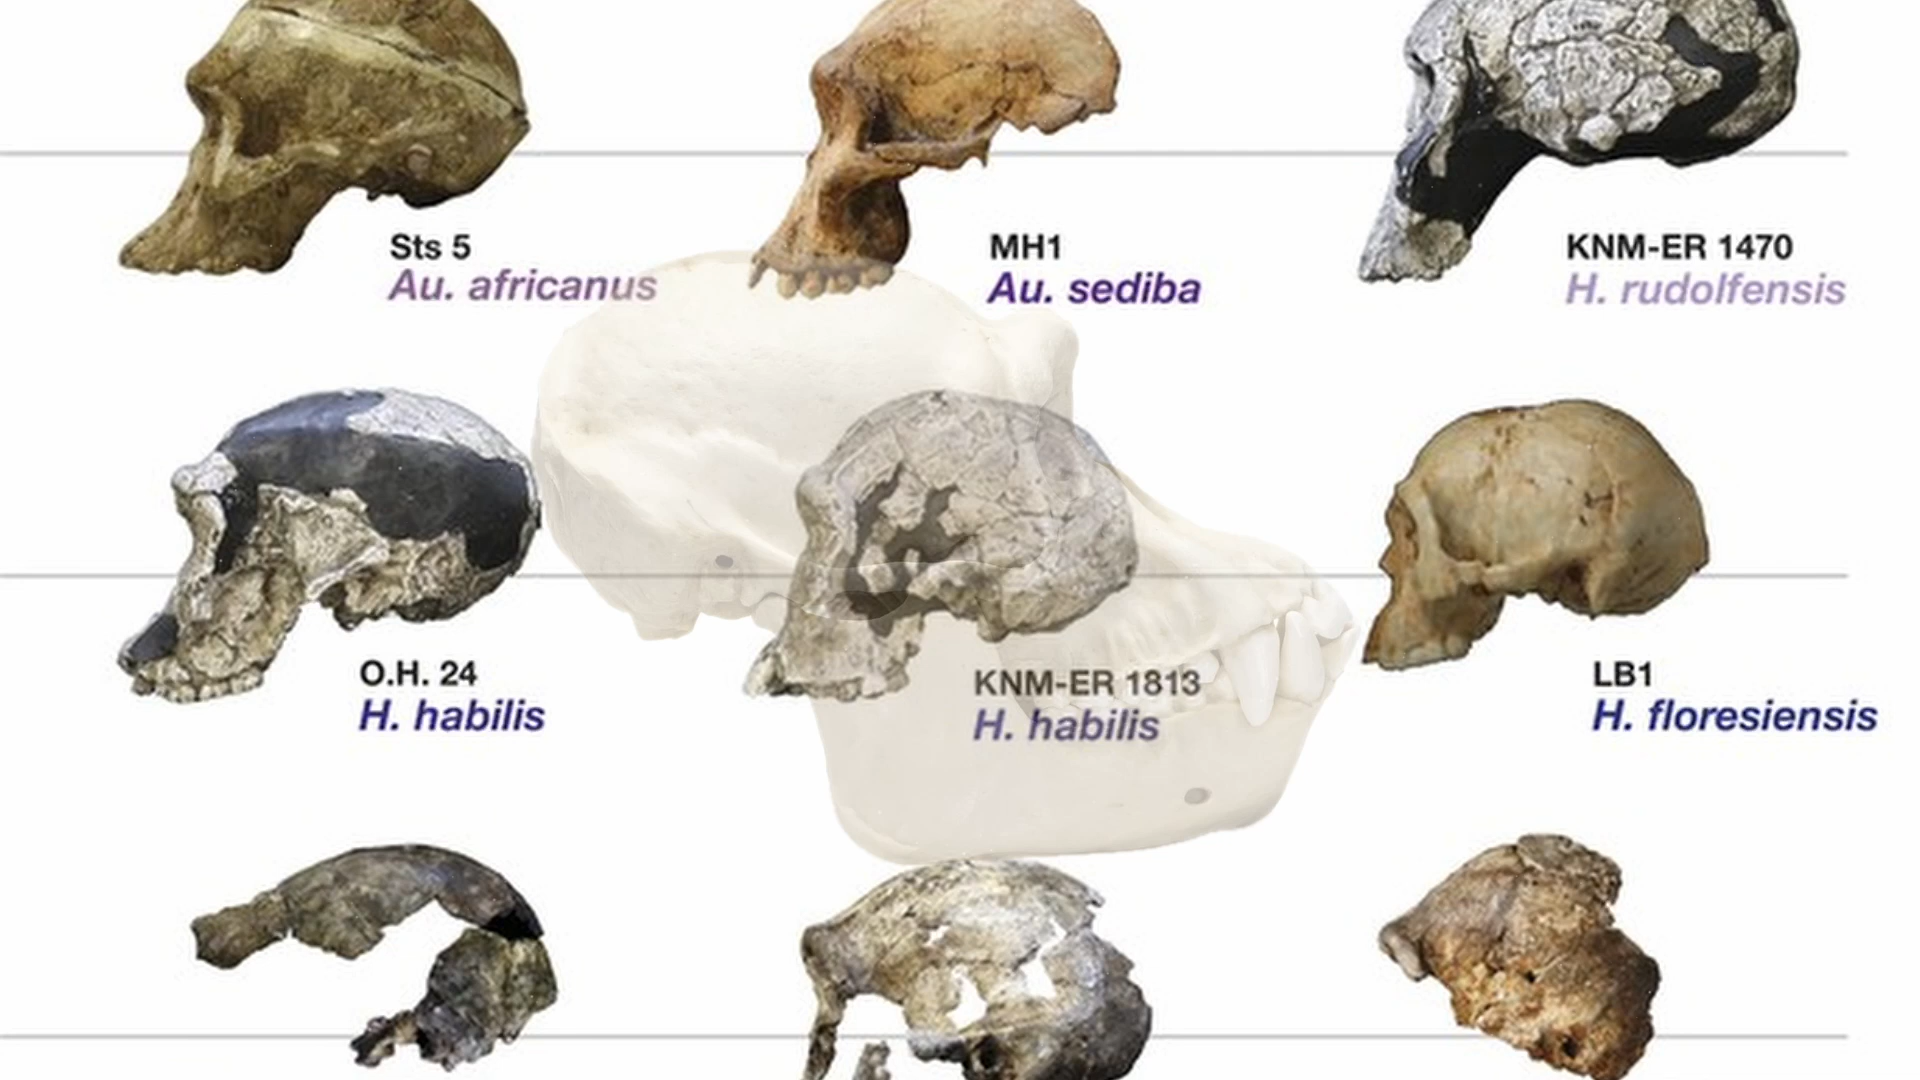 Sts 5
Au. africanus
MH1
Au. sediba
KNM-ER 1470
H. rudolfensis
O.H. 24
H. habilis
KNM-ER 1813
H. habilis
LB1
H. floresiensis